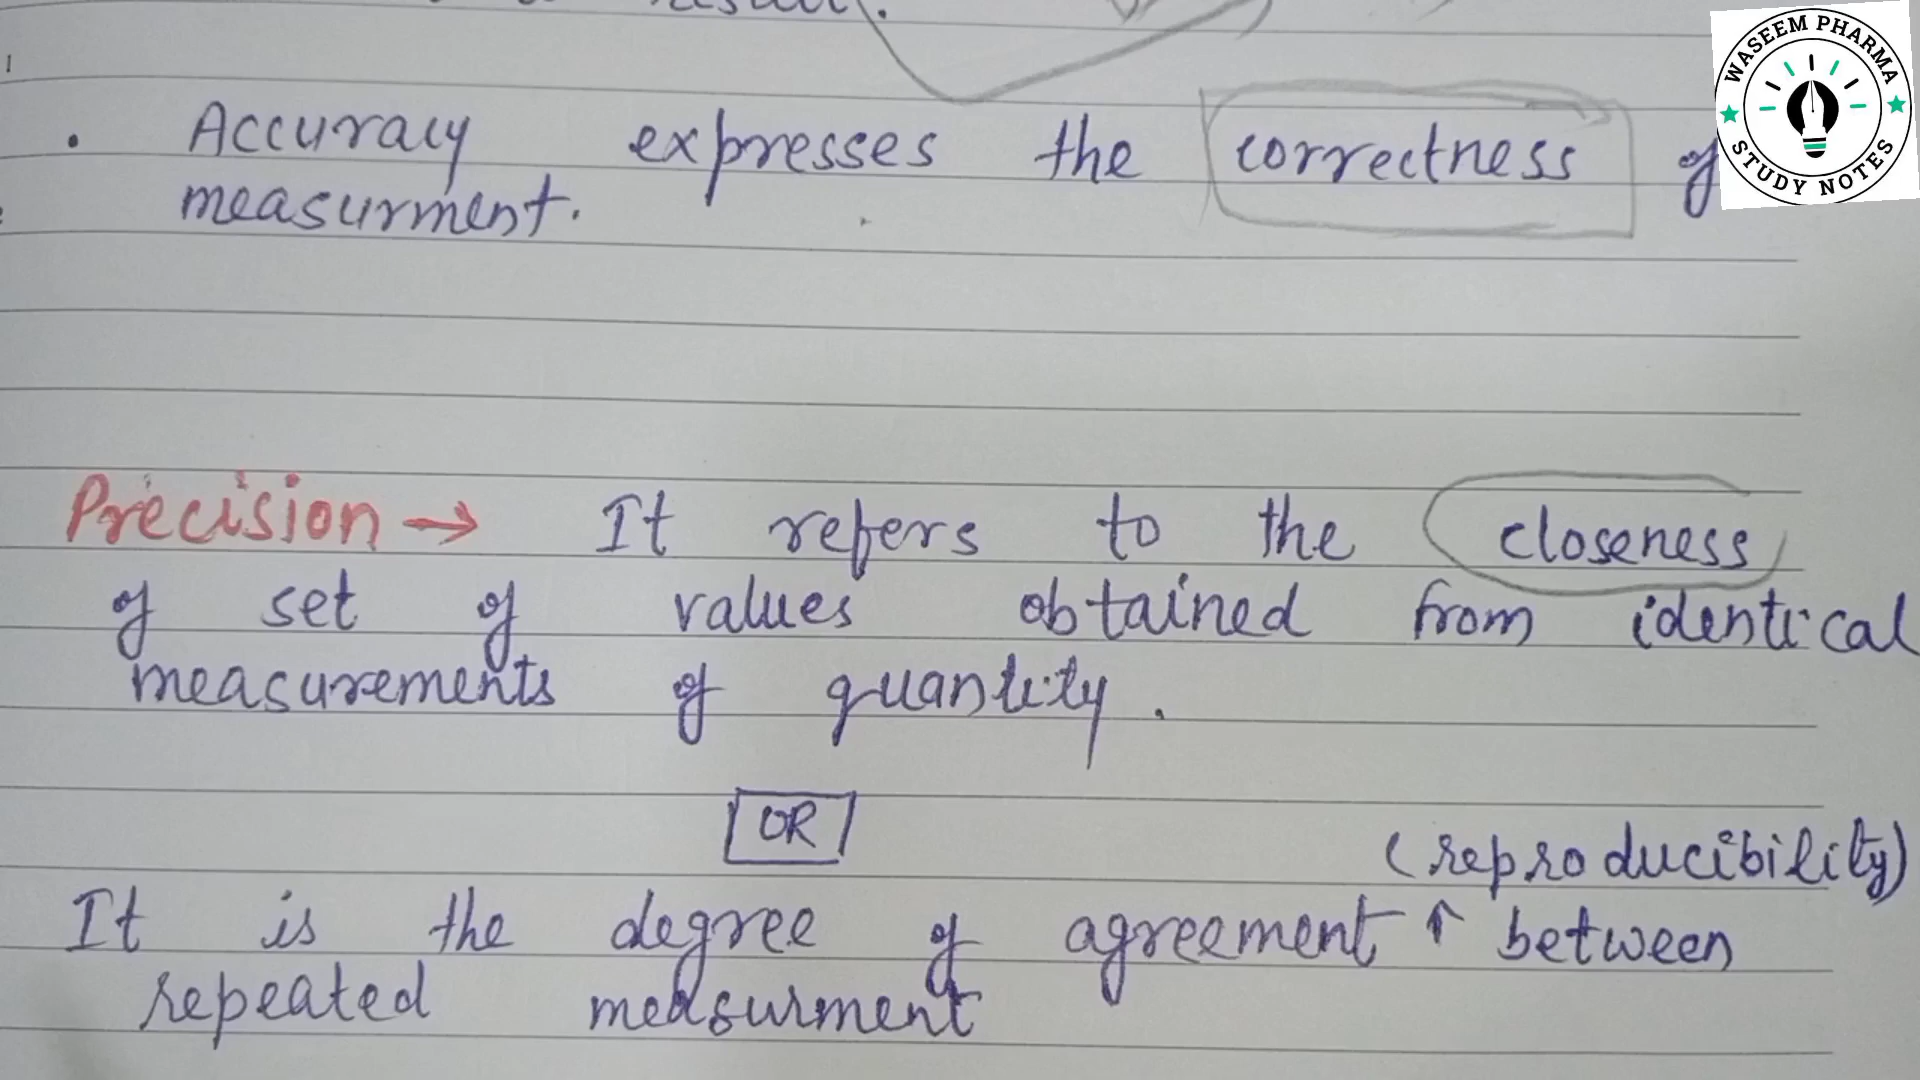 result.
• Accuracy expresses the correctness of
measurment.
Precision → It refers to the closeness
of set of values obtained from identical
measurements of quantity.
OR
(reproducibility)
It is the degree of agreement ↑ between
repeated measurment
WASEEM PHARMA
STUDY NOTES